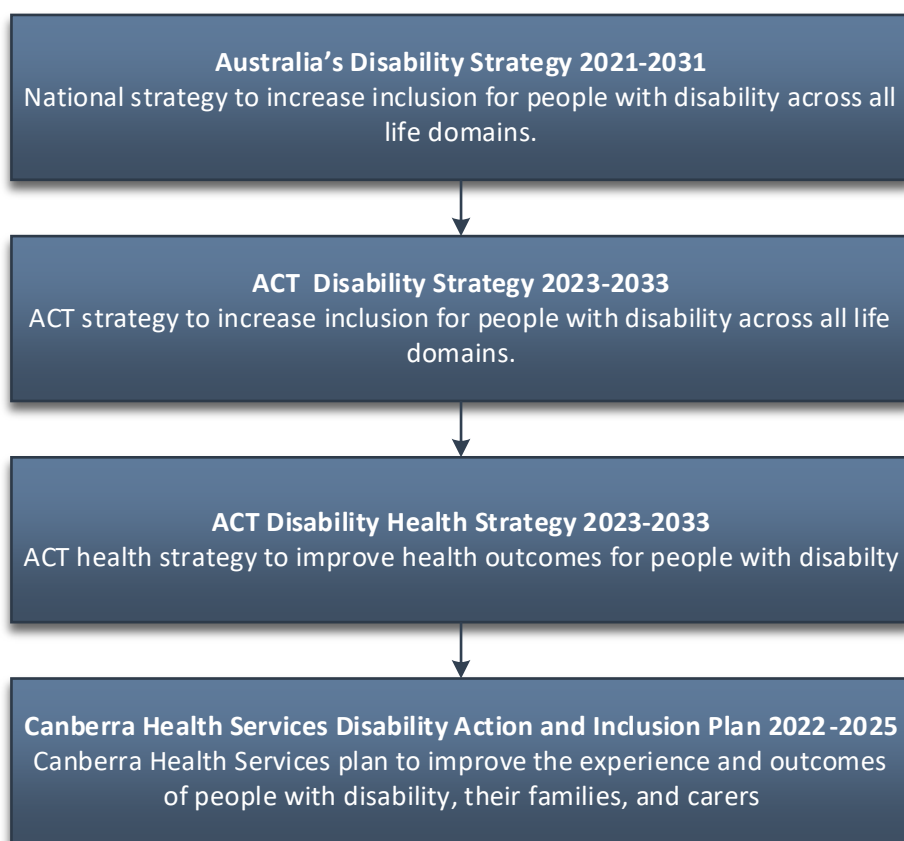 Australia’s Disability Strategy 2021-2031
National strategy to increase inclusion for people with disability across all
life domains.
ACT  Disability Strategy 2023-2033
ACT strategy to increase inclusion for people with disability across all life
domains.
ACT Disability Health Strategy 2023-2033
ACT health strategy to improve health outcomes for people with disabilty
Canberra Health Services Disability Action and Inclusion Plan 2022-2025
Canberra Health Services plan to improve the experience and outcomes
of people with disability, their families, and carers